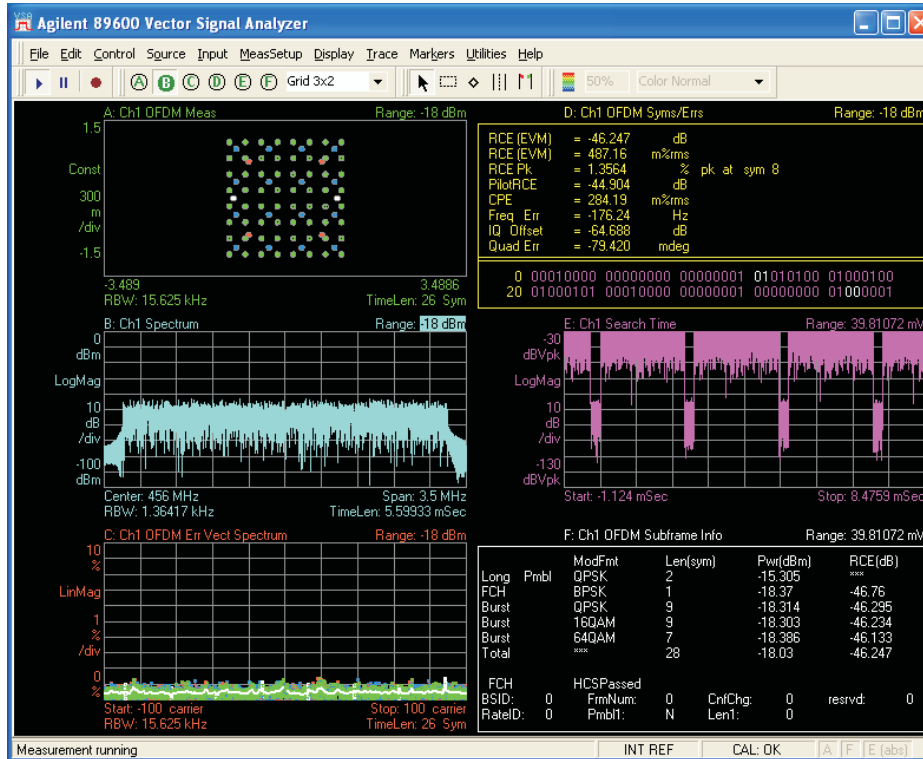 VSA Agilent 89600 Vector Signal Analyzer
File Edit Control Source Input MeasSetup Display Trace Markers Utilities Help
A B C D E F Grid 3x2 50% Color Normal
A: Ch1 OFDM Meas Range: -18 dBm
1.5
Const
300
m
/div
-1.5
-3.489 3.4886
RBW: 15.625 kHz TimeLen: 26 Sym
D: Ch1 OFDM Syms/Errs Range: -18 dBm
RCE (EVM) = -46.247 dB
RCE (EVM) = 487.16 m%rms
RCE Pk = 1.3564 % pk at sym 8
PilotRCE = -44.904 dB
CPE = 284.19 m%rms
Freq Err = -176.24 Hz
IQ Offset = -64.688 dB
Quad Err = -79.420 mdeg
0 00010000 00000000 00000001 01010100 01000100
20 01000101 00010000 00000001 00000000 01000001
B: Ch1 Spectrum Range: -18 dBm
0
dBm
LogMag
10
dB
/div
-100
dBm
Center: 456 MHz Span: 3.5 MHz
RBW: 1.36417 kHz TimeLen: 5.59933 mSec
E: Ch1 Search Time Range: 39.81072 mV
-30
dBVpk
LogMag
10
dB
/div
-130
dBVpk
Start: -1.124 mSec Stop: 8.4759 mSec
C: Ch1 OFDM Err Vect Spectrum Range: -18 dBm
10
%
LinMag
1
%
/div
0
%
Start: -100 carrier Stop: 100 carrier
RBW: 15.625 kHz TimeLen: 26 Sym
F: Ch1 OFDM Subframe Info Range: 39.81072 mV
ModFmt Len(sym) Pwr(dBm) RCE(dB)
Long Pmbl QPSK 2 -15.305 ***
FCH BPSK 1 -18.37 -46.76
Burst QPSK 9 -18.314 -46.295
Burst 16QAM 9 -18.303 -46.234
Burst 64QAM 7 -18.386 -46.133
Total *** 28 -18.03 -46.247
FCH HCSPassed
BSID: 0 FrmNum: 0 CnfChg: 0 resrvd: 0
RateID: 0 Pmbl1: N Len1: 0
Measurement running INT REF CAL: OK A F E (abs)